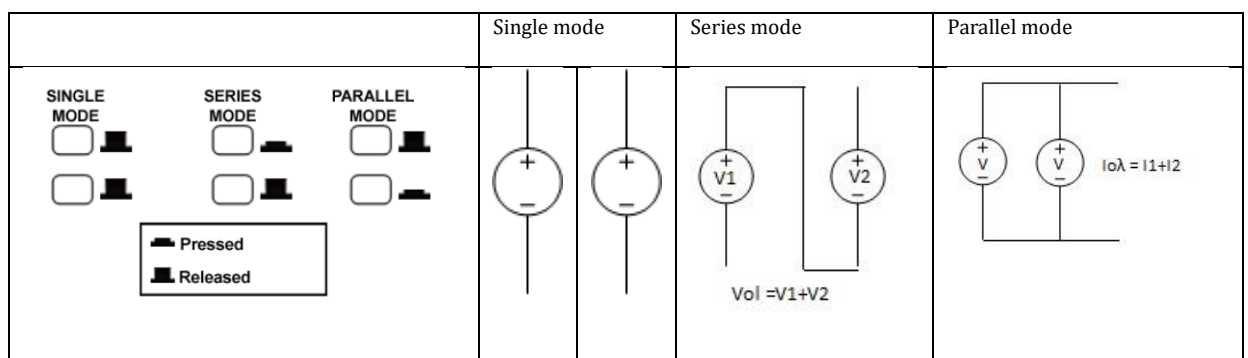 Single mode
Series mode
Parallel mode
SINGLE
MODE
SERIES
MODE
PARALLEL
MODE
Pressed
Released
+
−
+
−
+
V1
−
+
V2
−
Vol =V1+V2
+
V
−
+
V
−
Ιολ = I1+I2